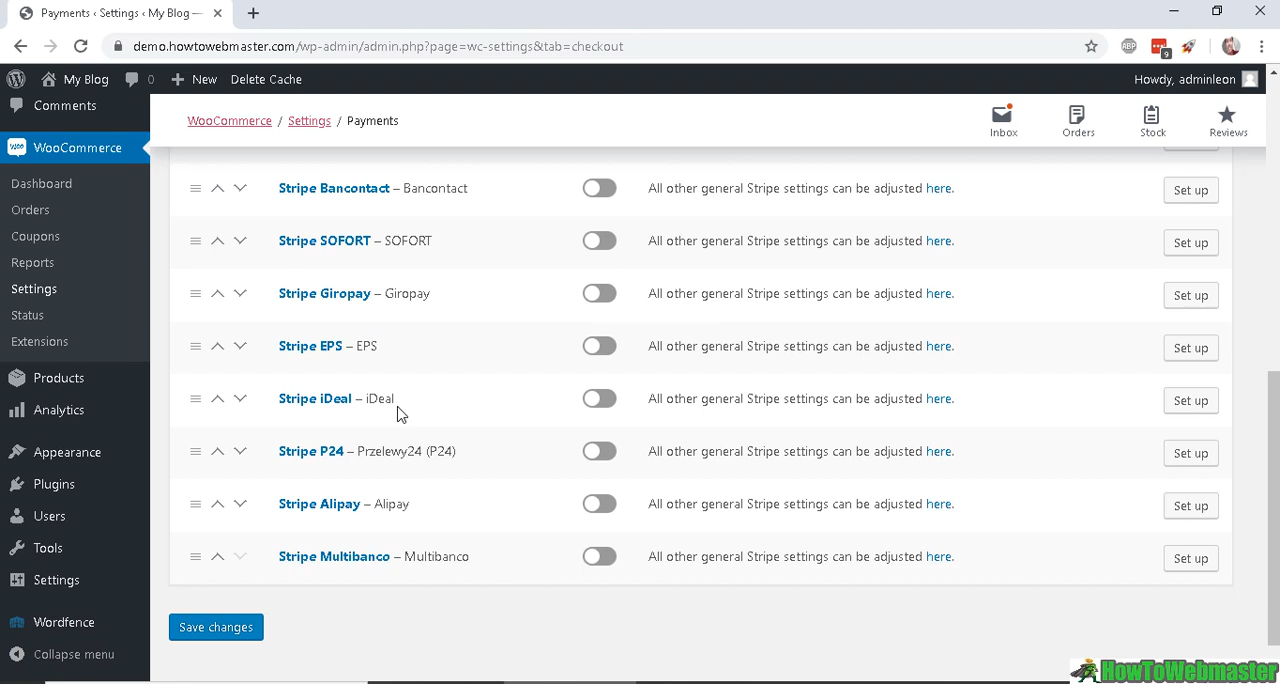 Payments ‹ Settings ‹ My Blog —
demo.howtowebmaster.com/wp-admin/admin.php?page=wc-settings&tab=checkout
ABP
9
My Blog 0 New Delete Cache Howdy, adminleon
Comments
WooCommerce
Dashboard
Orders
Coupons
Reports
Settings
Status
Extensions
Products
Analytics
Appearance
Plugins
Users
Tools
Settings
Wordfence
Collapse menu
WooCommerce / Settings / Payments
Inbox Orders Stock Reviews
Stripe Bancontact – Bancontact All other general Stripe settings can be adjusted here. Set up
Stripe SOFORT – SOFORT All other general Stripe settings can be adjusted here. Set up
Stripe Giropay – Giropay All other general Stripe settings can be adjusted here. Set up
Stripe EPS – EPS All other general Stripe settings can be adjusted here. Set up
Stripe iDeal – iDeal All other general Stripe settings can be adjusted here. Set up
Stripe P24 – Przelewy24 (P24) All other general Stripe settings can be adjusted here. Set up
Stripe Alipay – Alipay All other general Stripe settings can be adjusted here. Set up
Stripe Multibanco – Multibanco All other general Stripe settings can be adjusted here. Set up
Save changes
HowToWebmaster